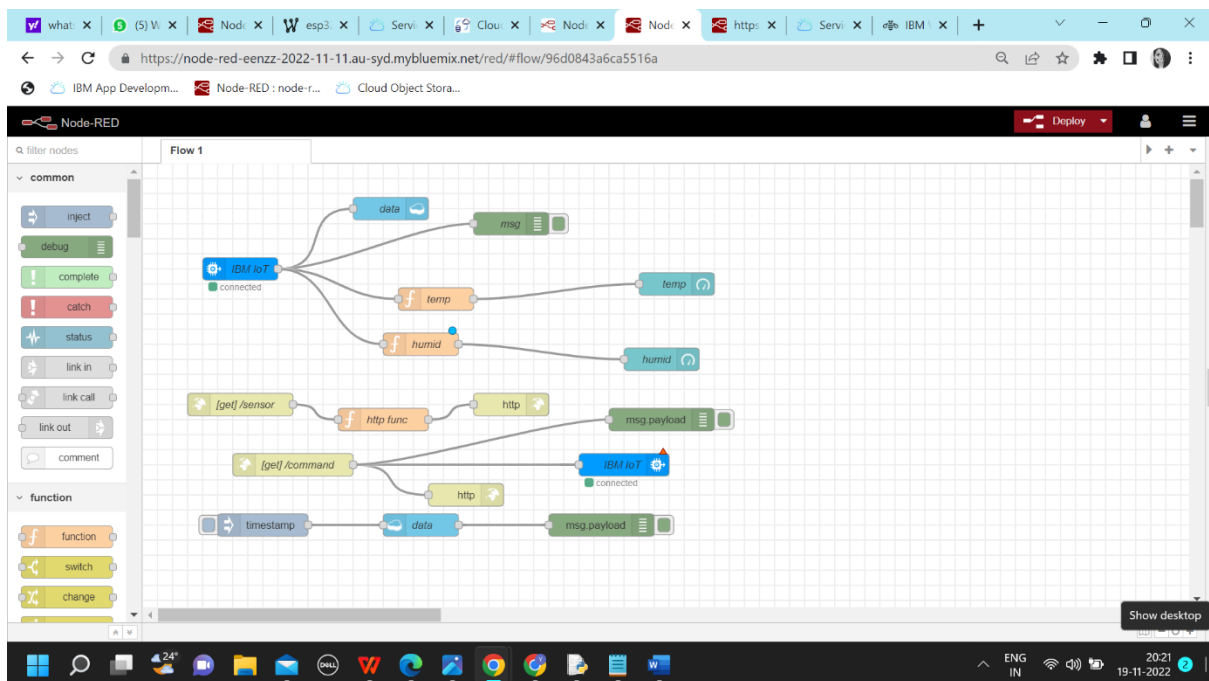 what: (5) W Node esp3 Servi Clou Node Node https Servi IBM
https://node-red-eenzz-2022-11-11.au-syd.mybluemix.net/red/#flow/96d0843a6ca5516a
IBM App Developm... Node-RED : node-r... Cloud Object Stora...
Node-RED Deploy
filter nodes Flow 1
common
inject
debug
complete
catch
status
link in
link call
link out
comment
function
function
switch
change
data
msg
IBM IoT
connected
temp
temp
humid
humid
[get] /sensor
http func
http
msg.payload
[get] /command
IBM IoT
connected
http
timestamp
data
msg.payload
Show desktop
24°
DELL
ENG
IN
20:21
19-11-2022
2